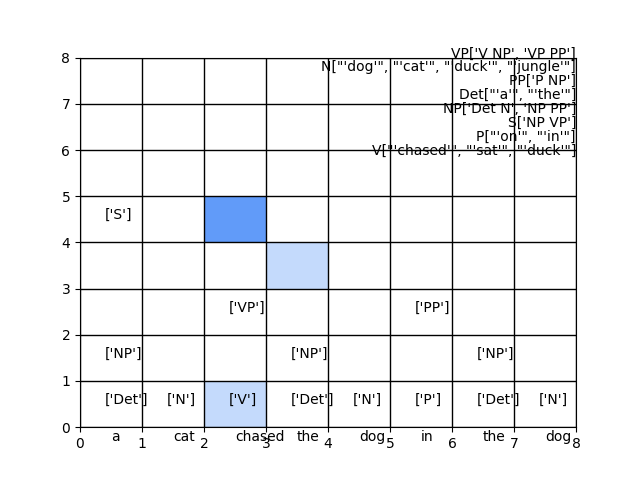 VP['V NP', 'VP PP']
8
N["'dog'", "'cat'", "'duck'", "'jungle'"]
PP['P NP']
Det["'a'", "'the'"]
7
NP['Det N', 'NP PP']
S['NP VP']
P["'on'", "'in'"]
6
V["'chased'", "'sat'", "'duck'"]
5
['S']
4
3
['VP'] ['PP']
2
['NP'] ['NP'] ['NP']
1
['Det'] ['N'] ['V'] ['Det'] ['N'] ['P'] ['Det'] ['N']
0
a cat chased the dog in the dog
0 1 2 3 4 5 6 7 8